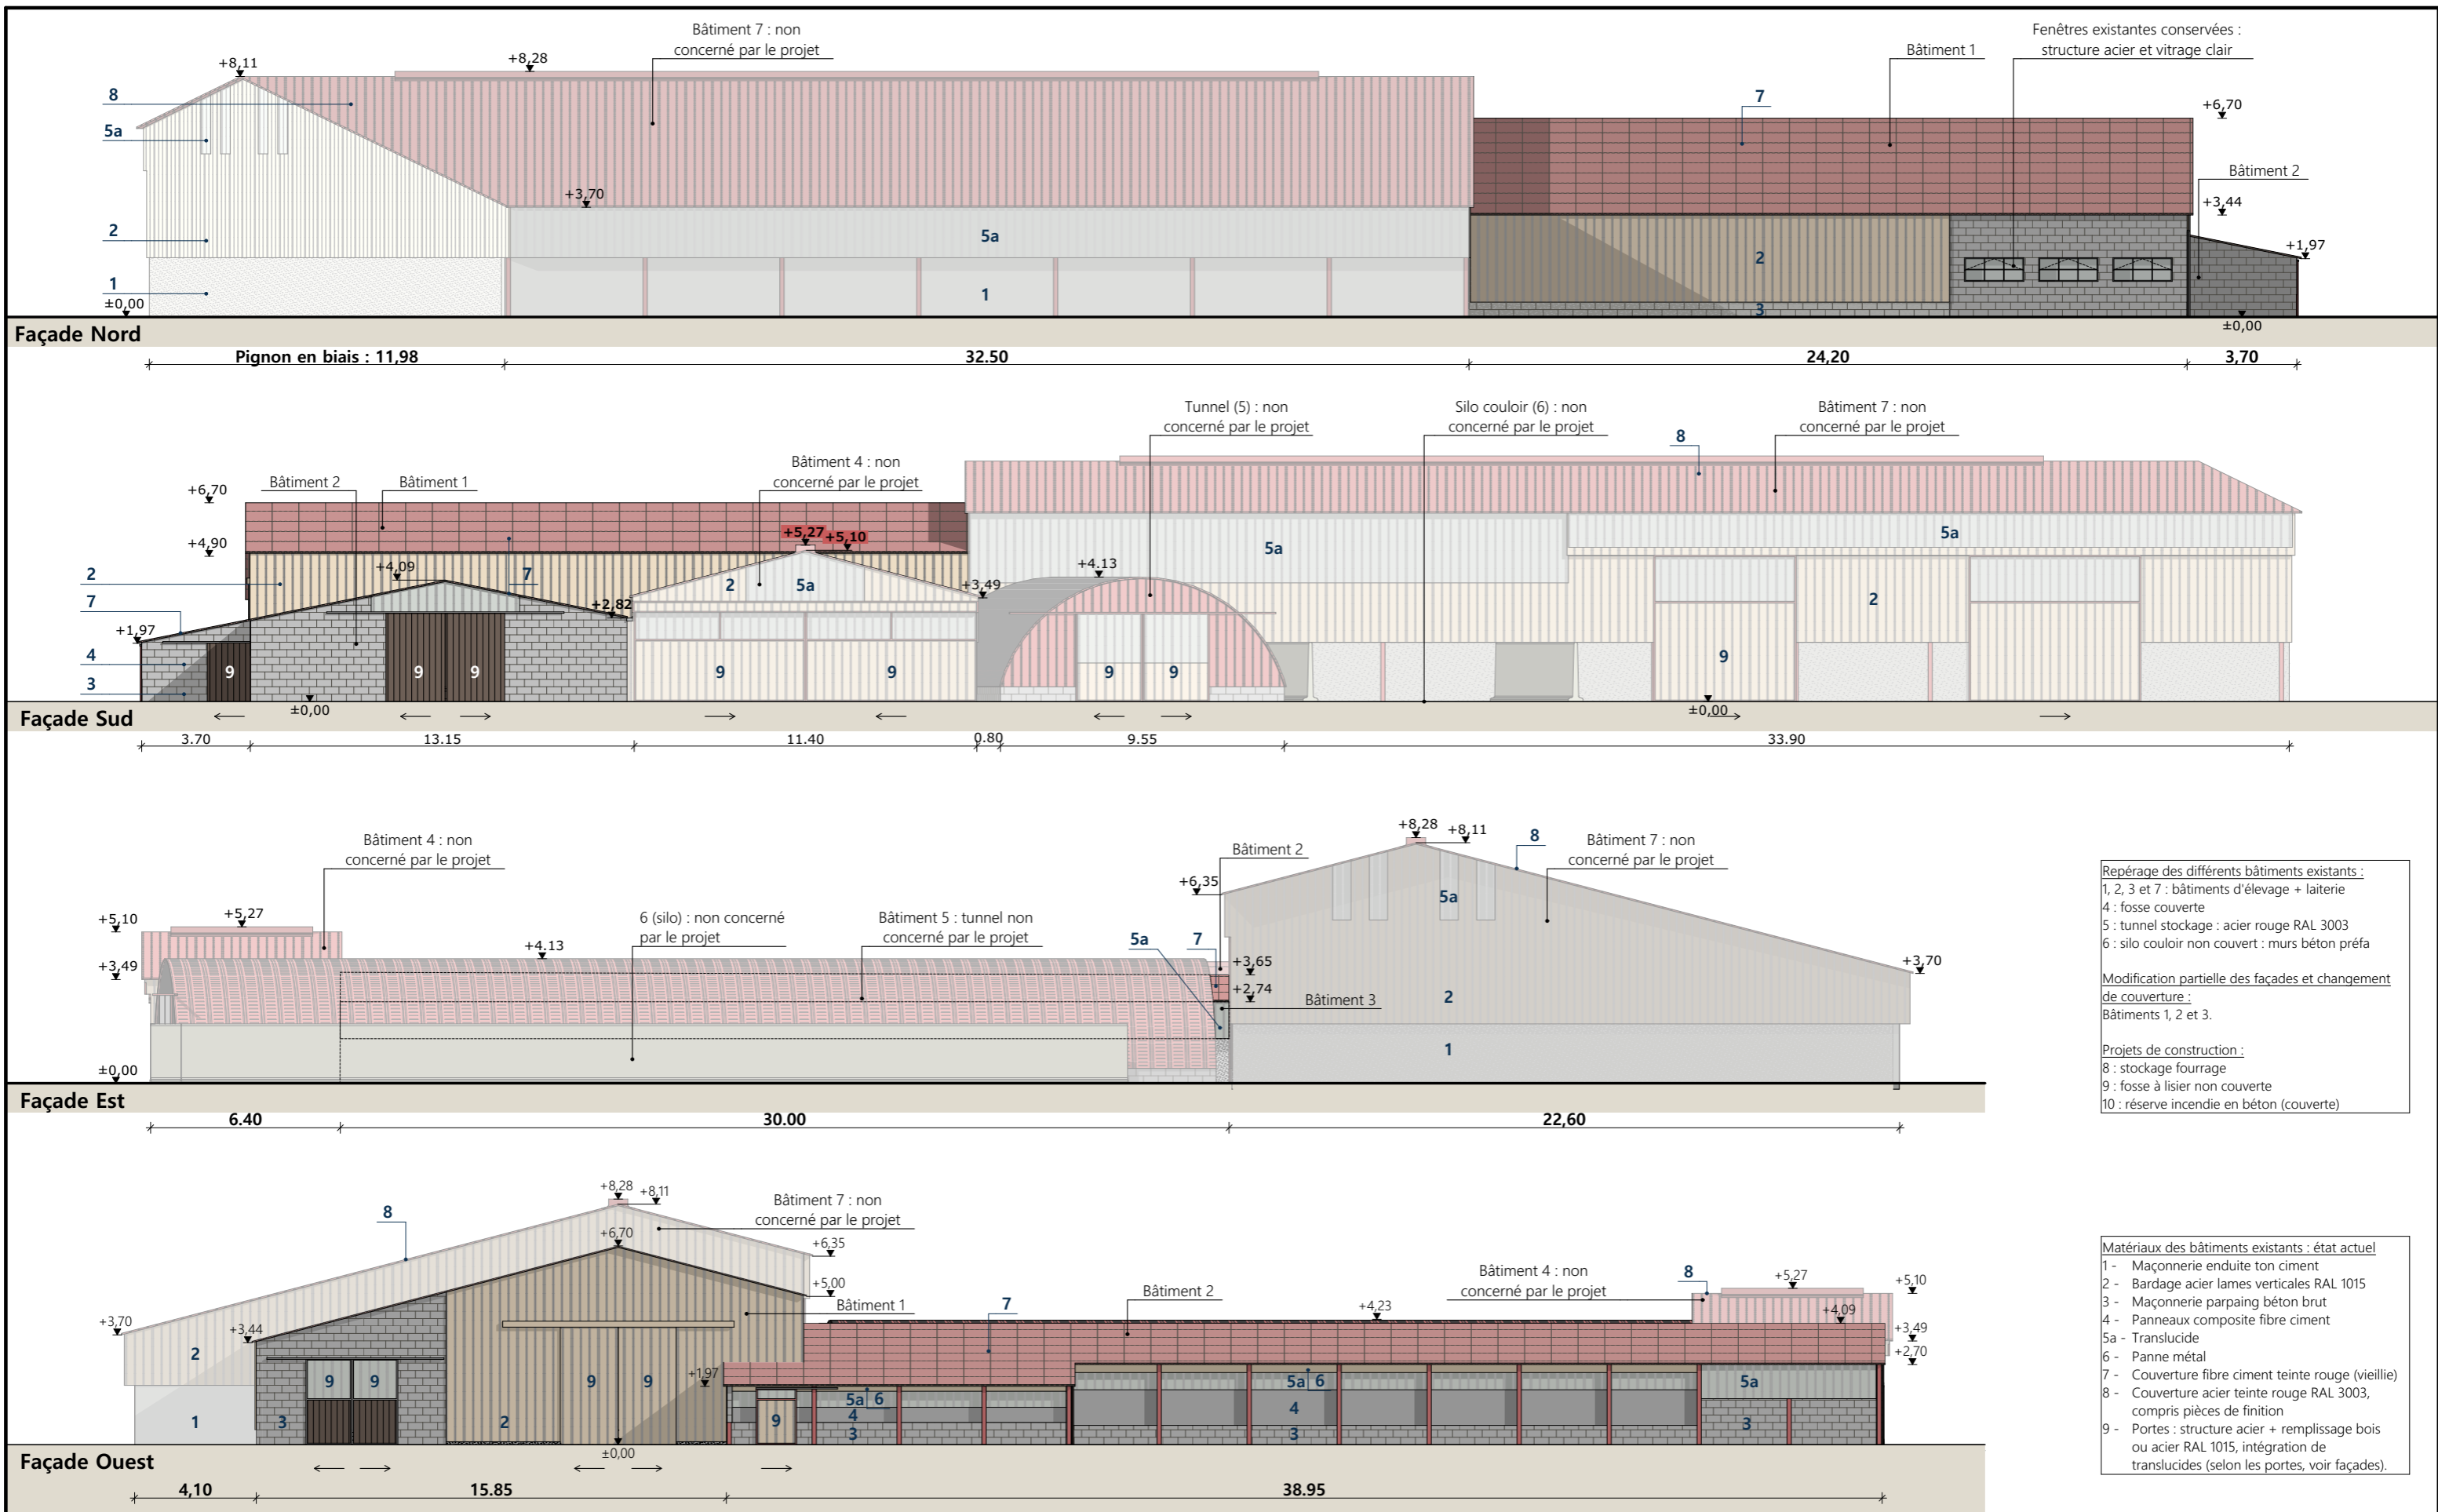 Bâtiment 7 : non
concerné par le projet
Fenêtres existantes conservées :
structure acier et vitrage clair
Bâtiment 1
+8,11
+8,28
8
7
+6,70
5a
Bâtiment 2
+3,70
+3,44
2
5a
2
+1,97
1
1
±0,00
3
±0,00
Façade Nord
Pignon en biais : 11,98
32.50
24,20
3,70
Tunnel (5) : non
concerné par le projet
Silo couloir (6) : non
concerné par le projet
Bâtiment 7 : non
concerné par le projet
8
Bâtiment 4 : non
concerné par le projet
Bâtiment 2
Bâtiment 1
+6,70
+5,27
+5,10
+4,90
5a
5a
+4.13
+4,09
2
7
2
5a
+3,49
7
+2,82
2
+1,97
4
9
9
9
9
9
9
9
9
3
±0,00
±0,00
Façade Sud
3.70
13.15
11.40
0.80
9.55
33.90
Bâtiment 4 : non
concerné par le projet
+8,28
+8,11
8
Bâtiment 7 : non
concerné par le projet
Bâtiment 2
+6,35
5a
+5,10
+5,27
6 (silo) : non concerné
par le projet
Bâtiment 5 : tunnel non
concerné par le projet
5a
7
+4.13
+3,49
+3,65
+3,70
+2,74
Bâtiment 3
2
1
±0,00
Façade Est
6.40
30.00
22,60
Repérage des différents bâtiments existants :
1, 2, 3 et 7 : bâtiments d'élevage + laiterie
4 : fosse couverte
5 : tunnel stockage : acier rouge RAL 3003
6 : silo couloir non couvert : murs béton préfa
Modification partielle des façades et changement
de couverture :
Bâtiments 1, 2 et 3.
Projets de construction :
8 : stockage fourrage
9 : fosse à lisier non couverte
10 : réserve incendie en béton (couverte)
+8,28
+8,11
Bâtiment 7 : non
concerné par le projet
8
+6,70
+6,35
+5,00
Bâtiment 1
7
Bâtiment 2
Bâtiment 4 : non
concerné par le projet
8
+5,27
+5,10
+4,23
+4,09
+3,70
+3,44
+3,49
+2,70
2
+1,97
9
9
9
9
5a
6
5a
6
5a
4
4
1
3
2
9
3
3
3
±0,00
Façade Ouest
4,10
15.85
38.95
Matériaux des bâtiments existants : état actuel
1 - Maçonnerie enduite ton ciment
2 - Bardage acier lames verticales RAL 1015
3 - Maçonnerie parpaing béton brut
4 - Panneaux composite fibre ciment
5a - Translucide
6 - Panne métal
7 - Couverture fibre ciment teinte rouge (vieillie)
8 - Couverture acier teinte rouge RAL 3003,
compris pièces de finition
9 - Portes : structure acier + remplissage bois
ou acier RAL 1015, intégration de
translucides (selon les portes, voir façades).